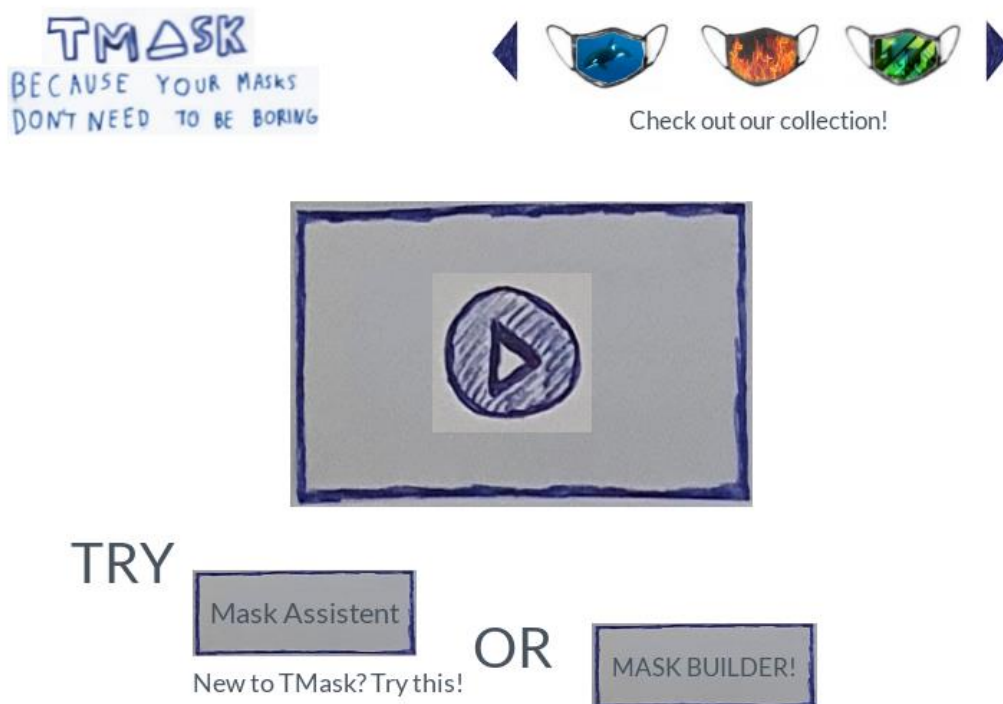 TMASK
BECAUSE YOUR MASKS
DON'T NEED TO BE BORING
Check out our collection!
TRY
Mask Assistent
New to TMask? Try this!
OR
MASK BUILDER!